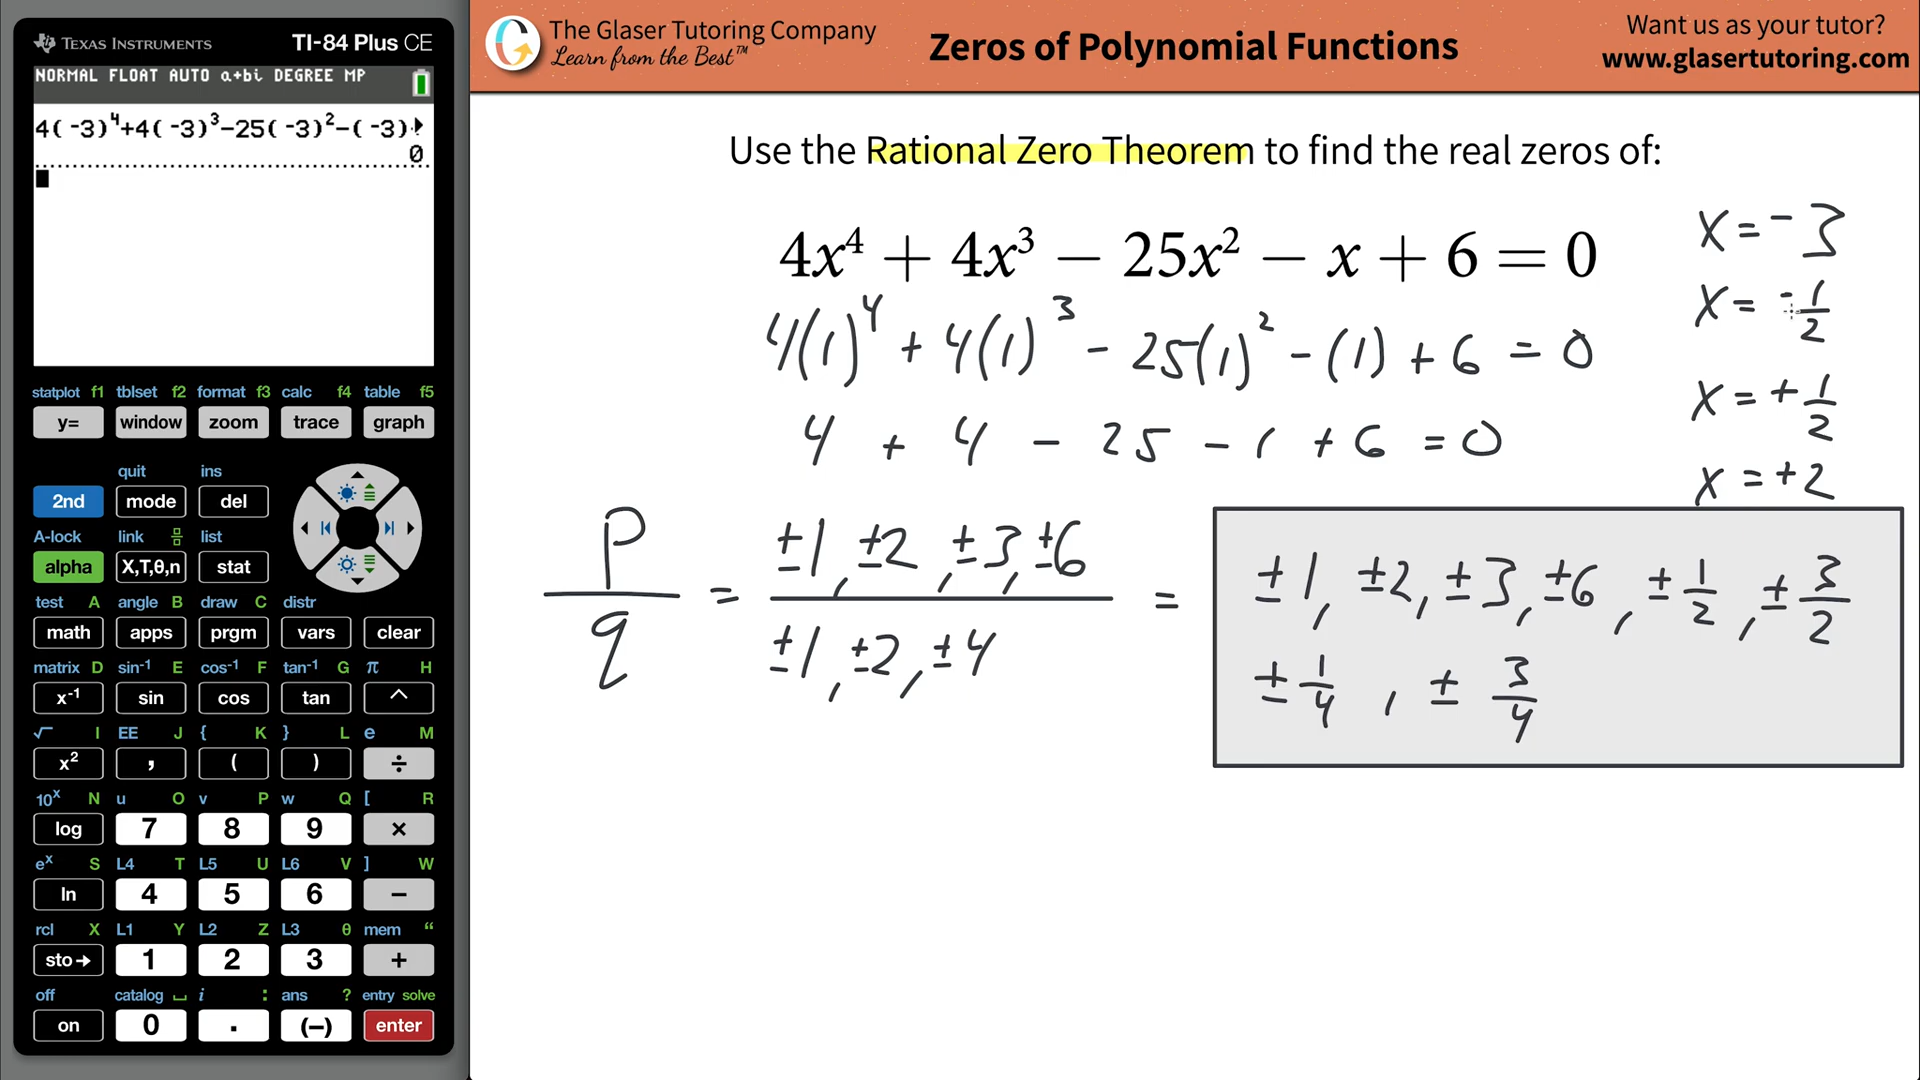 TEXAS INSTRUMENTS TI-84 Plus CE
NORMAL FLOAT AUTO a+bi DEGREE MP
4(-3)⁴+4(-3)³-25(-3)²-(-3)
0
statplot f1 tblset f2 format f3 calc f4 table f5
y= window zoom trace graph
quit ins
2nd mode del
A-lock link list
alpha X,T,θ,n stat
test A angle B draw C distr
math apps prgm vars clear
matrix D sin⁻¹ E cos⁻¹ F tan⁻¹ G π H
x⁻¹ sin cos tan ^
√ I EE J { K } L e M
x² , ( ) ÷
10ˣ N u O v P w Q [ R
log 7 8 9 ×
eˣ S L4 T L5 U L6 V ] W
ln 4 5 6 −
rcl X L1 Y L2 Z L3 θ mem "
sto→ 1 2 3 +
off catalog ⎵ i : ans ? entry solve
on 0 . (−) enter
The Glaser Tutoring Company
Learn from the Best™
Zeros of Polynomial Functions
Want us as your tutor?
www.glasertutoring.com
Use the Rational Zero Theorem to find the real zeros of:
4x⁴ + 4x³ − 25x² − x + 6 = 0
4(1)⁴ + 4(1)³ - 25(1)² - (1) + 6 = 0
4 + 4 - 25 - 1 + 6 = 0
x = -3
x = -1/2
x = +1/2
x = +2
P/q = ±1, ±2, ±3, ±6 / ±1, ±2, ±4 =
±1, ±2, ±3, ±6, ±1/2, ±3/2
±1/4, ±3/4